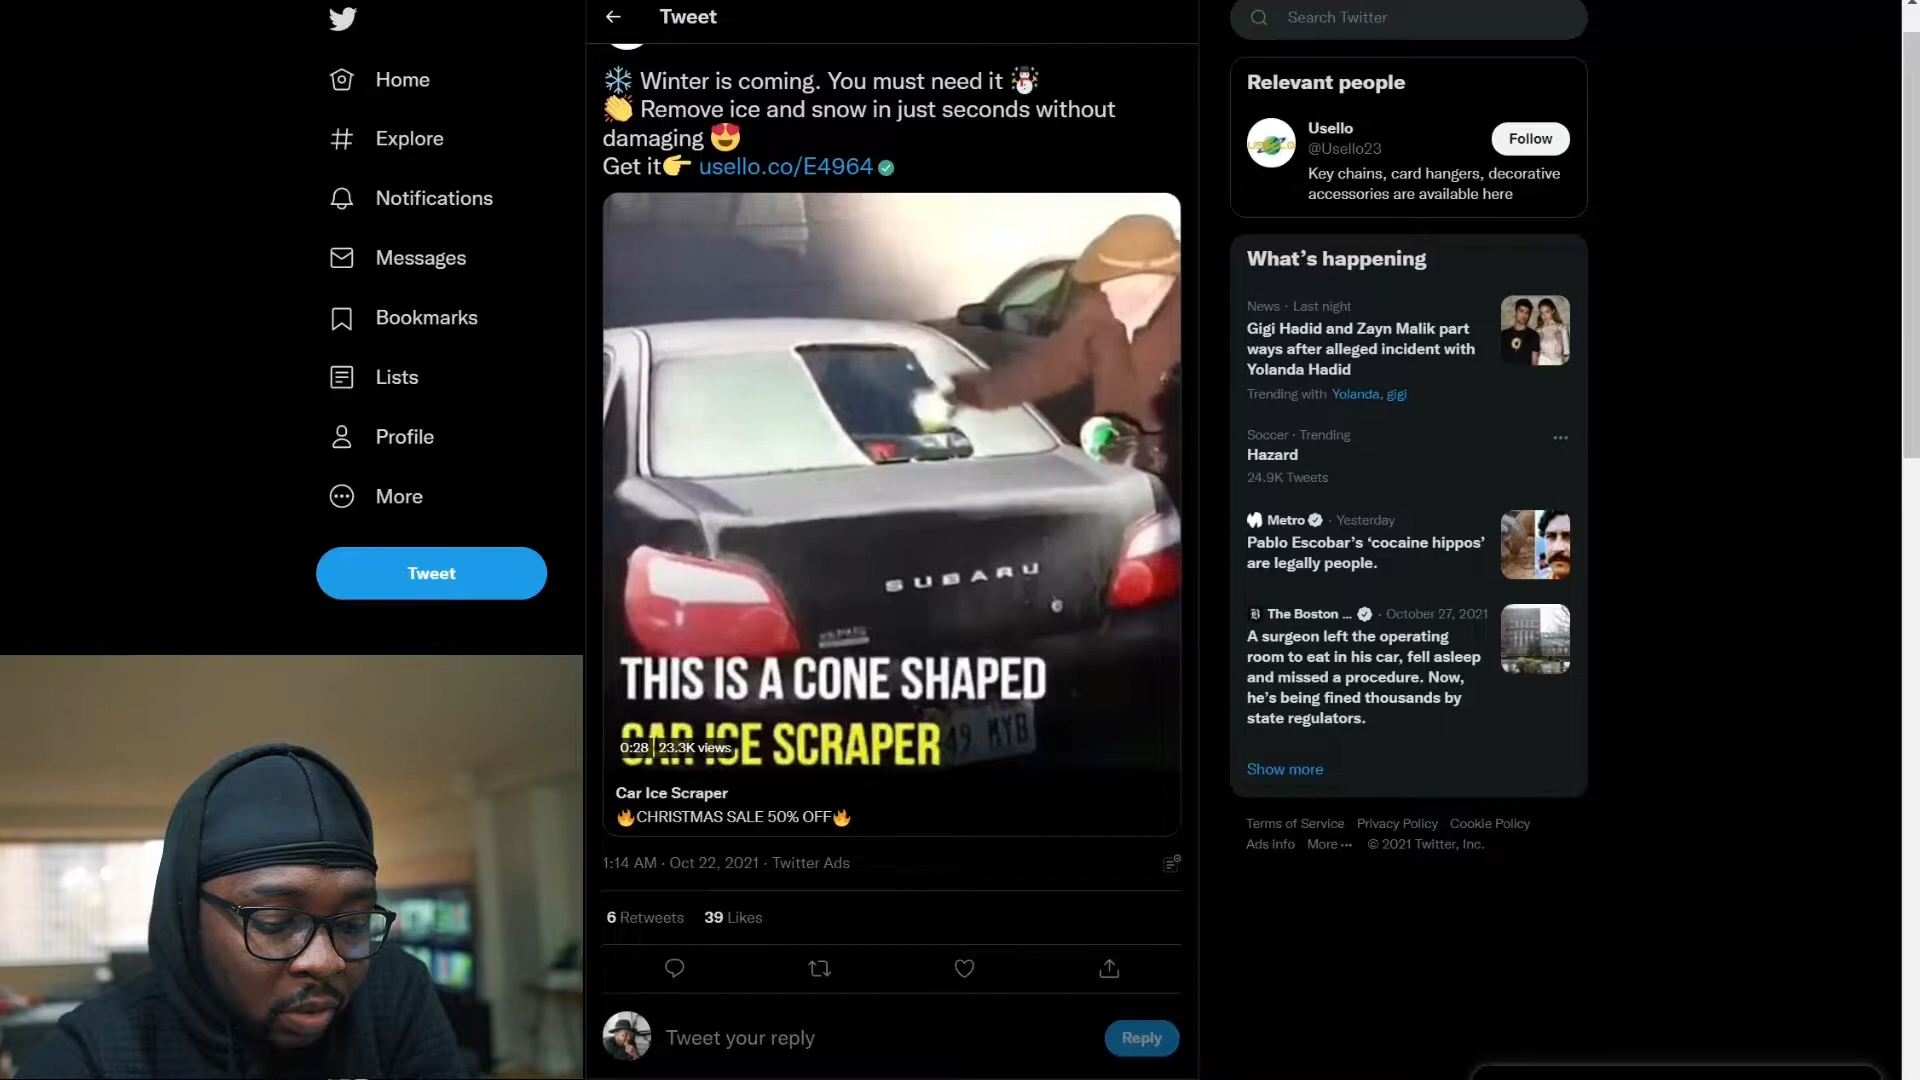 Home
Explore
Notifications
Messages
Bookmarks
Lists
Profile
More
Tweet
Tweet
❄️ Winter is coming. You must need it ☃️
👏 Remove ice and snow in just seconds without
damaging 😍
Get it👉 usello.co/E4964
SUBARU
THIS IS A CONE SHAPED
CAR ICE SCRAPER
0:28 | 23.3K views
Car Ice Scraper
🔥CHRISTMAS SALE 50% OFF🔥
1:14 AM · Oct 22, 2021 · Twitter Ads
6 Retweets 39 Likes
Tweet your reply
Reply
Search Twitter
Relevant people
Usello
@Usello23
Follow
Key chains, card hangers, decorative
accessories are available here
What's happening
News · Last night
Gigi Hadid and Zayn Malik part
ways after alleged incident with
Yolanda Hadid
Trending with Yolanda, gigi
Soccer · Trending
Hazard
24.9K Tweets
Metro · Yesterday
Pablo Escobar's 'cocaine hippos'
are legally people.
The Boston ... · October 27, 2021
A surgeon left the operating
room to eat in his car, fell asleep
and missed a procedure. Now,
he's being fined thousands by
state regulators.
Show more
Terms of Service Privacy Policy Cookie Policy
Ads info More ··· © 2021 Twitter, Inc.